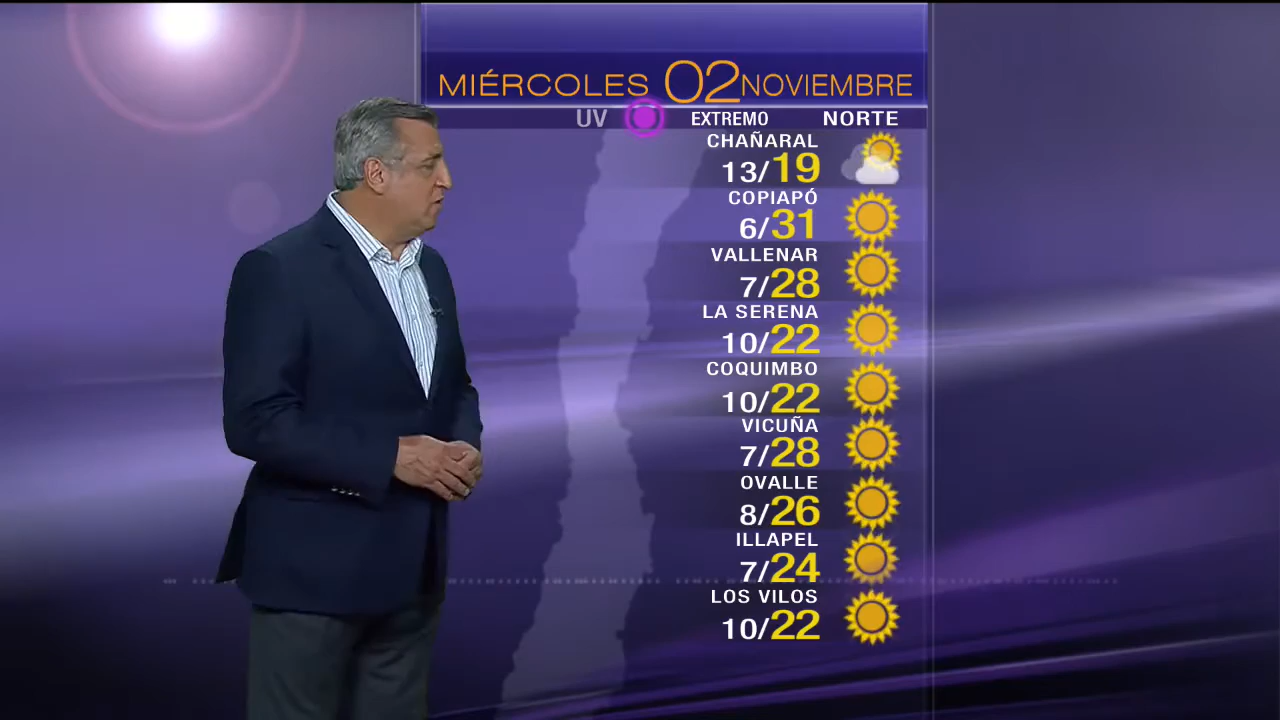 MIÉRCOLES 02 NOVIEMBRE
UV EXTREMO NORTE
CHAÑARAL
13/19
COPIAPÓ
6/31
VALLENAR
7/28
LA SERENA
10/22
COQUIMBO
10/22
VICUÑA
7/28
OVALLE
8/26
ILLAPEL
7/24
LOS VILOS
10/22